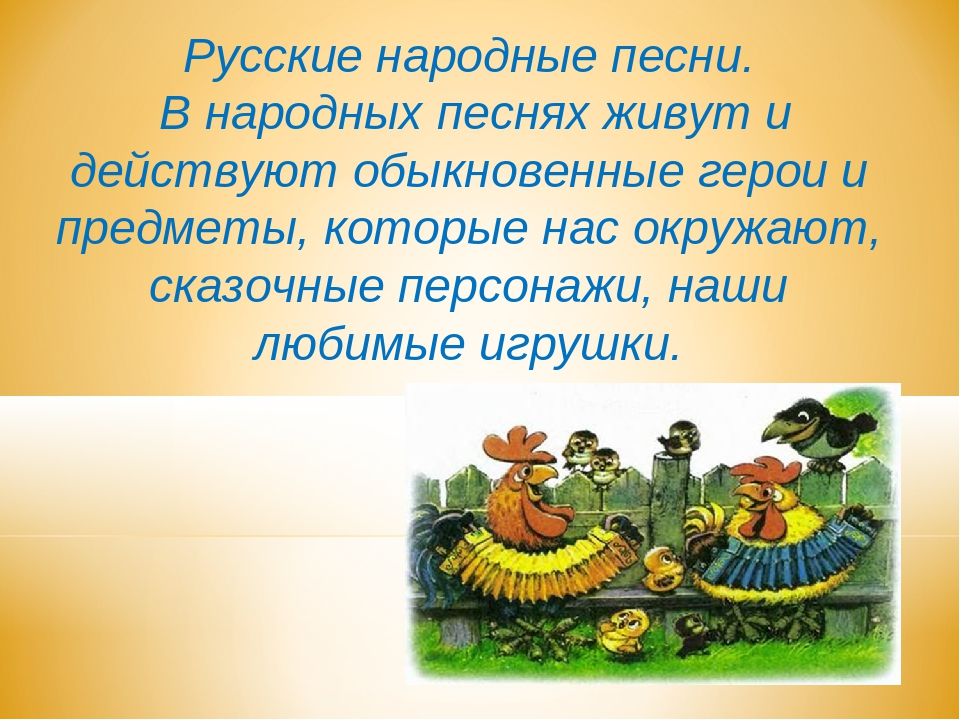 Русские народные песни.
В народных песнях живут и
действуют обыкновенные герои и
предметы, которые нас окружают,
сказочные персонажи, наши
любимые игрушки.